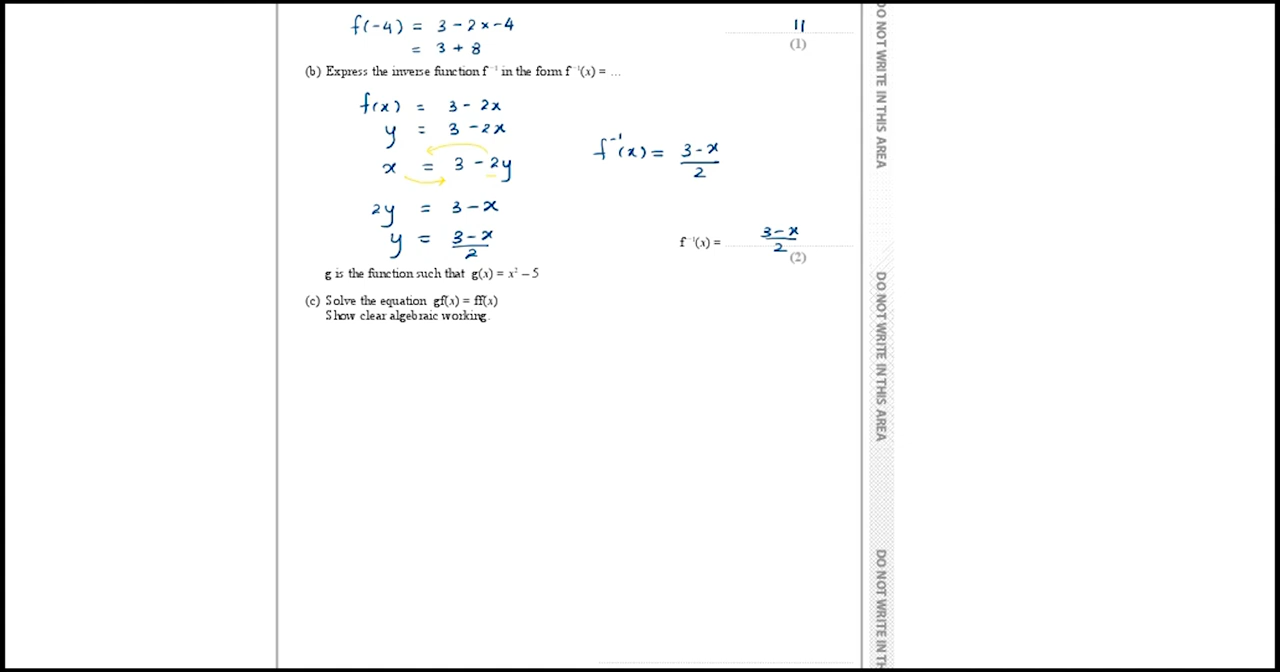 f(-4) = 3 - 2 × -4
= 3 + 8
11
(1)
(b) Express the inverse function f⁻¹ in the form f⁻¹(x) = ...
f(x) = 3 - 2x
y = 3 - 2x
x = 3 - 2y
2y = 3 - x
y = \frac{3 - x}{2}
f⁻¹(x) = \frac{3 - x}{2}
f⁻¹(x) = \frac{3 - x}{2}
(2)
g is the function such that g(x) = x² – 5
(c) Solve the equation gf(x) = ff(x)
Show clear algebraic working.
DO NOT WRITE IN THIS AREA
DO NOT WRITE IN THIS AREA
DO NOT WRITE IN TH